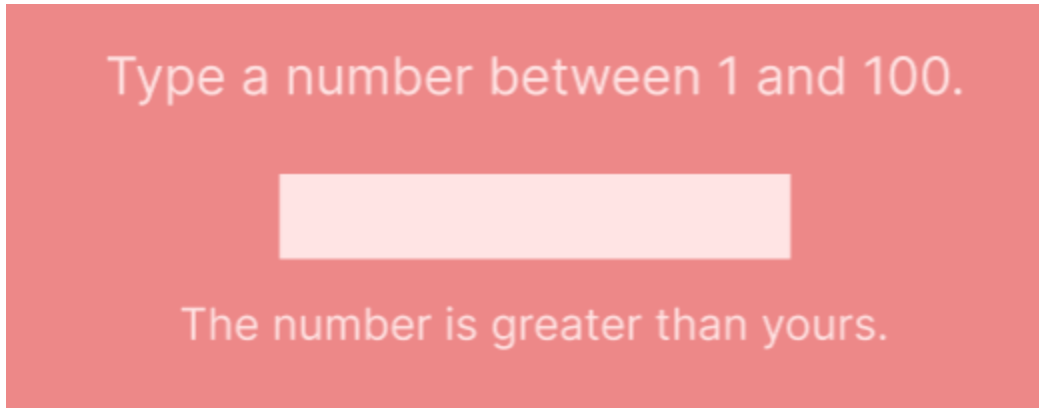 Type a number between 1 and 100.
The number is greater than yours.